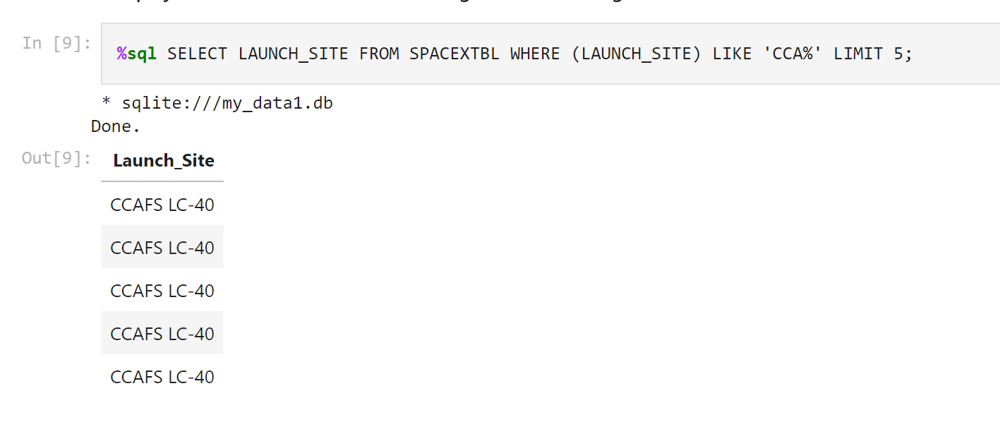 In [9]:
%sql SELECT LAUNCH_SITE FROM SPACEXTBL WHERE (LAUNCH_SITE) LIKE 'CCA%' LIMIT 5;
* sqlite:///my_data1.db
Done.
Out[9]:
Launch_Site
CCAFS LC-40
CCAFS LC-40
CCAFS LC-40
CCAFS LC-40
CCAFS LC-40